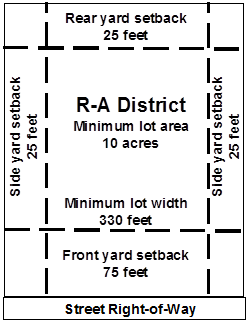 Rear yard setback
25 feet
Side yard setback
25 feet
R-A District
Minimum lot area
10 acres
Side yard setback
25 feet
Minimum lot width
330 feet
Front yard setback
75 feet
Street Right-of-Way